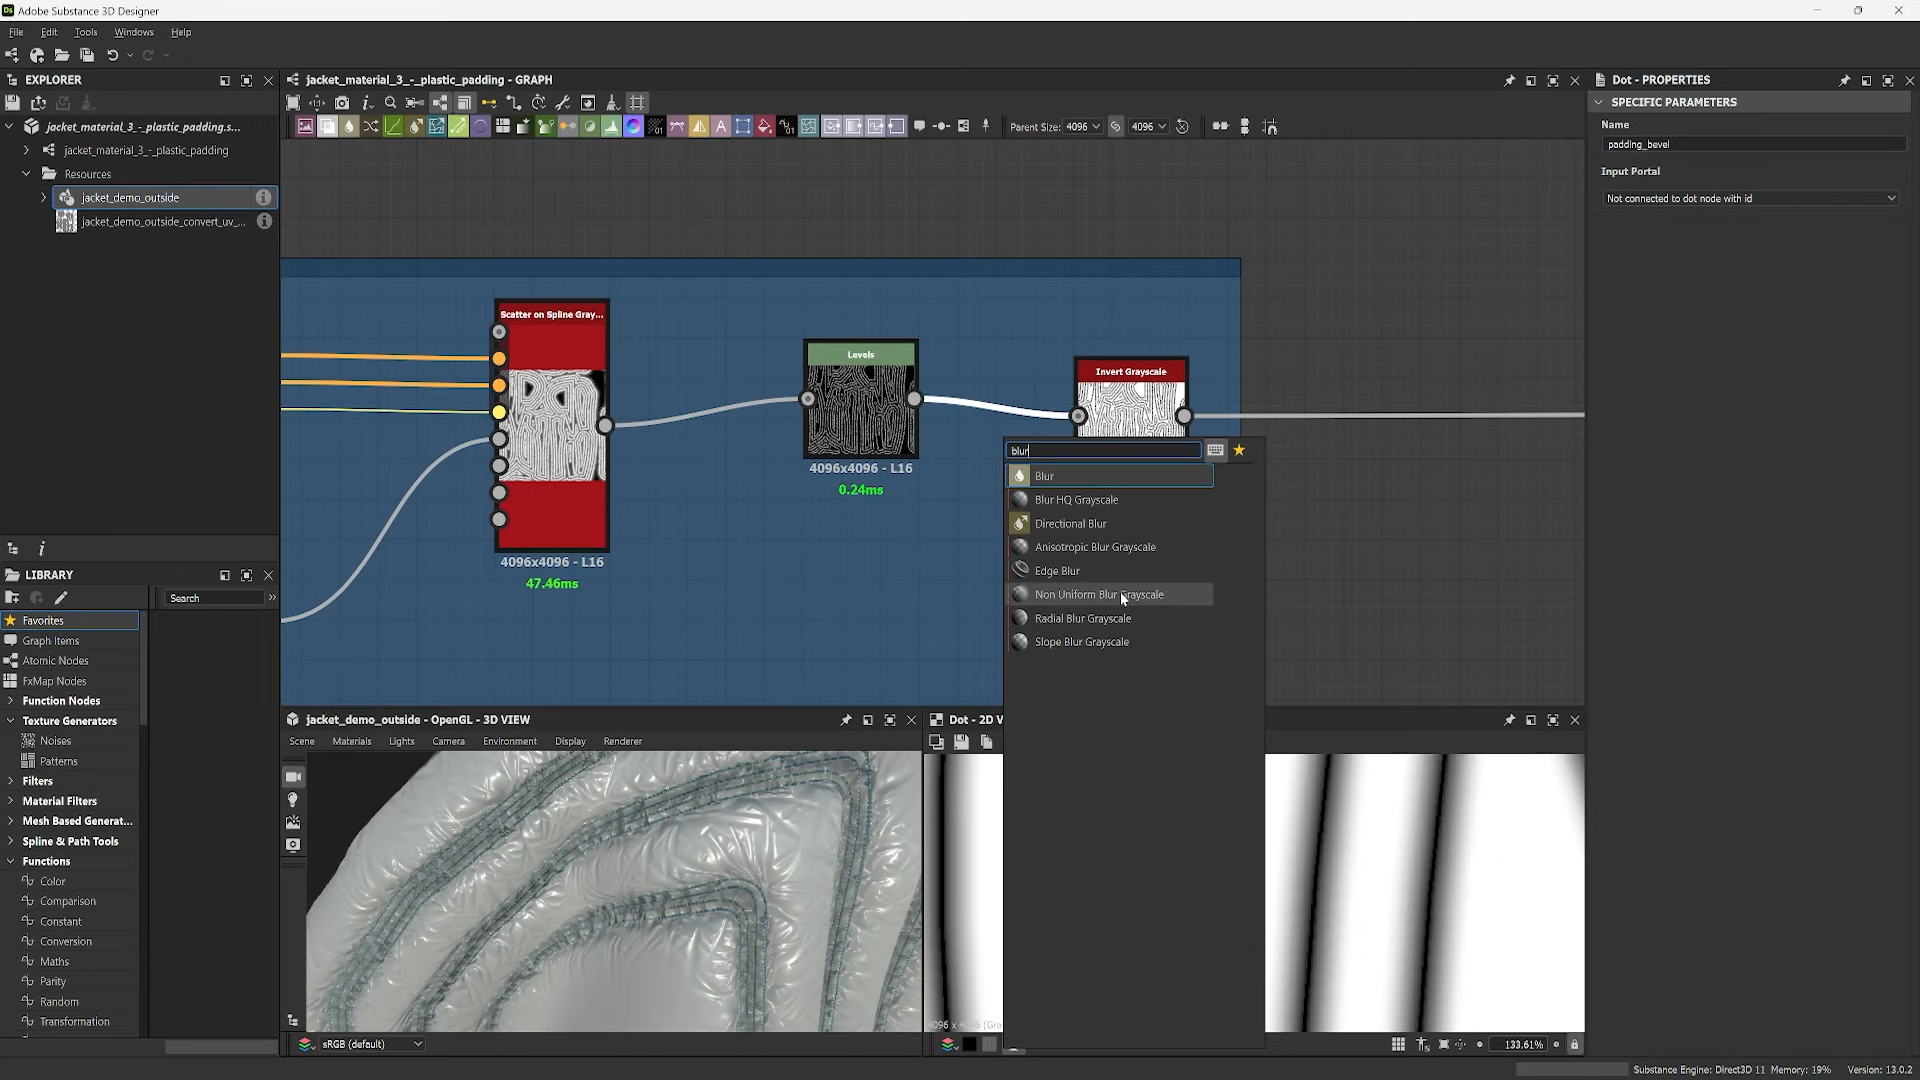 Adobe Substance 3D Designer
File Edit Tools Windows Help
EXPLORER
jacket_material_3_-_plastic_padding.s...
jacket_material_3_-_plastic_padding
Resources
jacket_demo_outside
jacket_demo_outside_convert_uv_...
LIBRARY
Search
Favorites
Graph Items
Atomic Nodes
FxMap Nodes
Function Nodes
Texture Generators
Noises
Patterns
Filters
Material Filters
Mesh Based Generat...
Spline & Path Tools
Functions
Color
Comparison
Constant
Conversion
Maths
Parity
Random
Transformation
jacket_material_3_-_plastic_padding - GRAPH
Parent Size: 4096 4096
Scatter on Spline Gray...
4096x4096 - L16
47.46ms
Levels
4096x4096 - L16
0.24ms
Invert Grayscale
blur
Blur
Blur HQ Grayscale
Directional Blur
Anisotropic Blur Grayscale
Edge Blur
Non Uniform Blur Grayscale
Radial Blur Grayscale
Slope Blur Grayscale
jacket_demo_outside - OpenGL - 3D VIEW
Scene Materials Lights Camera Environment Display Renderer
sRGB (default)
Dot - 2D V
133.61%
Dot - PROPERTIES
SPECIFIC PARAMETERS
Name
padding_bevel
Input Portal
Not connected to dot node with id
Substance Engine: Direct3D 11 Memory: 19% Version: 13.0.2